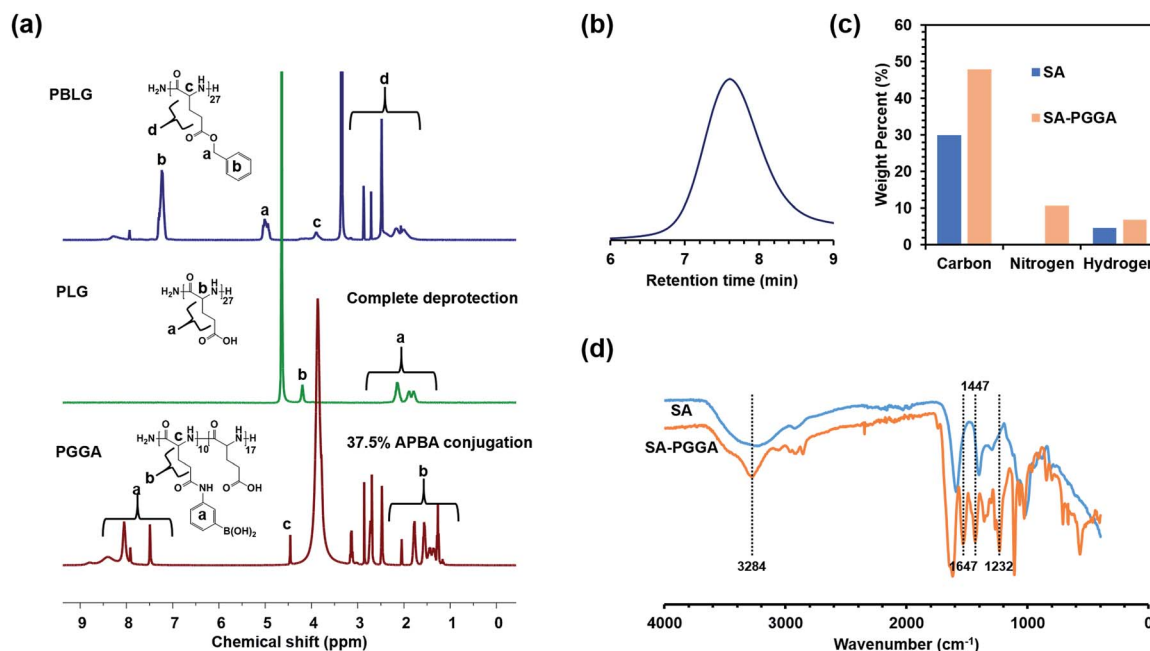 (a)
PBLG
H₂N
O
c
H
N
H
27
d
O
O
a
b
b
a
c
d
PLG
H₂N
O
b
H
N
H
27
a
O
OH
Complete deprotection
b
a
PGGA
H₂N
O
c
H
N
10
O
H
N
H
17
b
O
NH
O
OH
a
B(OH)₂
37.5% APBA conjugation
a
c
b
9 8 7 6 5 4 3 2 1 0
Chemical shift (ppm)
(b)
6 7 8 9
Retention time (min)
(c)
Weight Percent (%)
60
50
40
30
20
10
0
SA
SA-PGGA
Carbon Nitrogen Hydrogen
(d)
SA
SA-PGGA
1447
3284
1647
1232
4000 3000 2000 1000 0
Wavenumber (cm⁻¹)